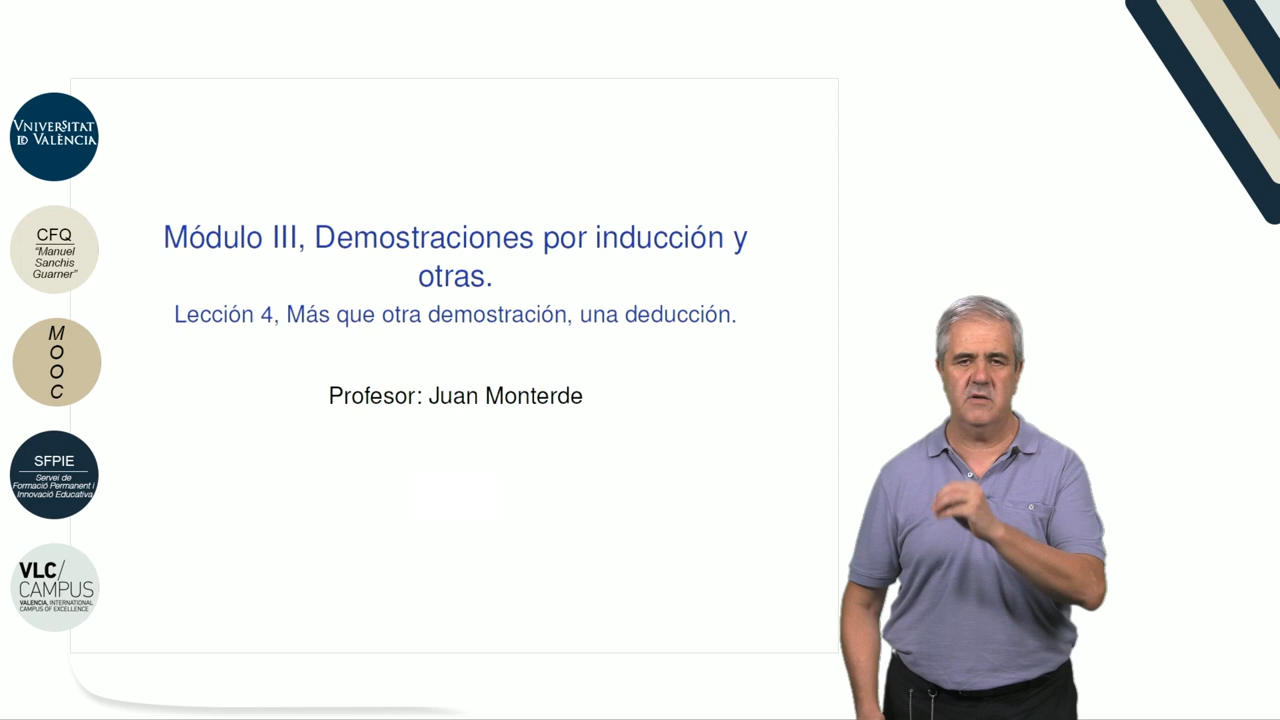 VNIVERSITAT
ID VALÈNCIA
CFQ
“Manuel
Sanchis
Guarner”
M
O
O
C
SFPIE
Servei de
Formació Permanent i
Innovació Educativa
VLC/
CAMPUS
VALENCIA, INTERNATIONAL
CAMPUS OF EXCELLENCE
Módulo III, Demostraciones por inducción y
otras.
Lección 4, Más que otra demostración, una deducción.
Profesor: Juan Monterde